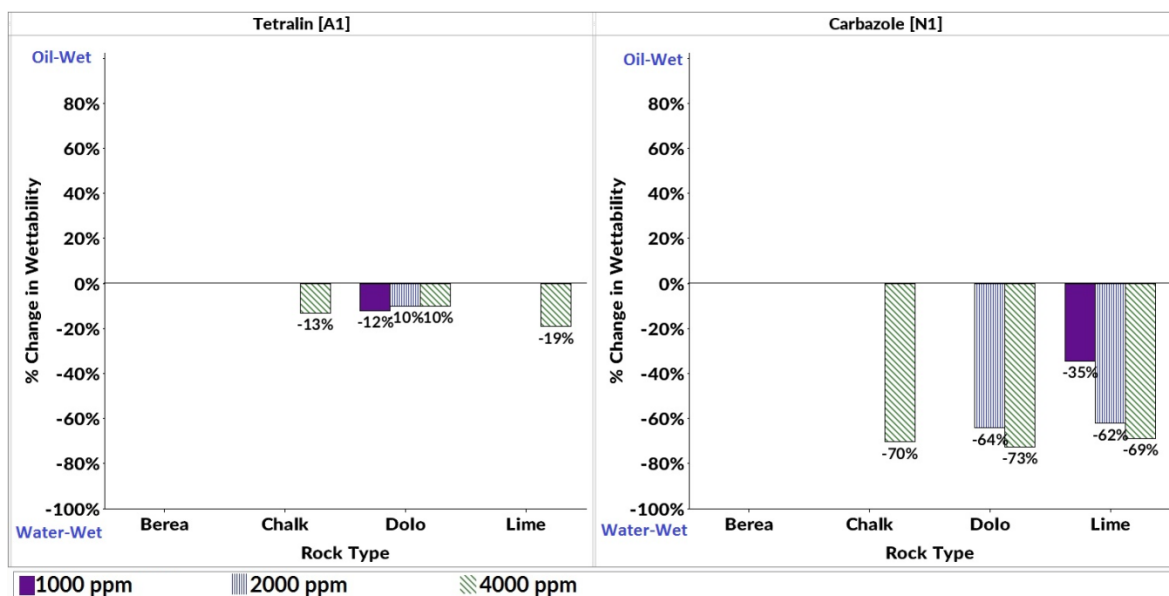 Tetralin [A1]
Oil-Wet
80%
60%
40%
20%
0%
-20%
-40%
-60%
-80%
-100%
Water-Wet
% Change in Wettability
-13%
-12%
10%
10%
-19%
Berea Chalk Dolo Lime
Rock Type
Carbazole [N1]
Oil-Wet
80%
60%
40%
20%
0%
-20%
-40%
-60%
-80%
-100%
Water-Wet
% Change in Wettability
-70%
-64%
-73%
-35%
-62%
-69%
Berea Chalk Dolo Lime
Rock Type
1000 ppm 2000 ppm 4000 ppm